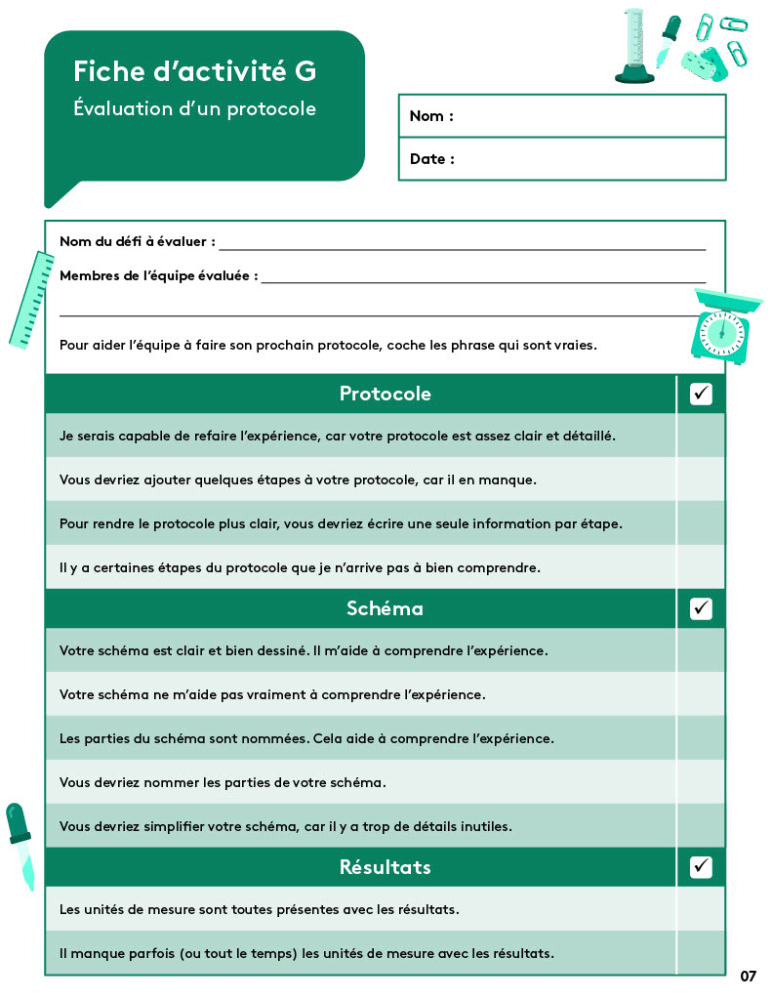 Fiche d’activité G
Évaluation d’un protocole
Nom :
Date :
Nom du défi à évaluer :
Membres de l’équipe évaluée :
Pour aider l’équipe à faire son prochain protocole, coche les phrase qui sont vraies.
Protocole ✓
Je serais capable de refaire l’expérience, car votre protocole est assez clair et détaillé.
Vous devriez ajouter quelques étapes à votre protocole, car il en manque.
Pour rendre le protocole plus clair, vous devriez écrire une seule information par étape.
Il y a certaines étapes du protocole que je n’arrive pas à bien comprendre.
Schéma ✓
Votre schéma est clair et bien dessiné. Il m’aide à comprendre l’expérience.
Votre schéma ne m’aide pas vraiment à comprendre l’expérience.
Les parties du schéma sont nommées. Cela aide à comprendre l’expérience.
Vous devriez nommer les parties de votre schéma.
Vous devriez simplifier votre schéma, car il y a trop de détails inutiles.
Résultats ✓
Les unités de mesure sont toutes présentes avec les résultats.
Il manque parfois (ou tout le temps) les unités de mesure avec les résultats.
07